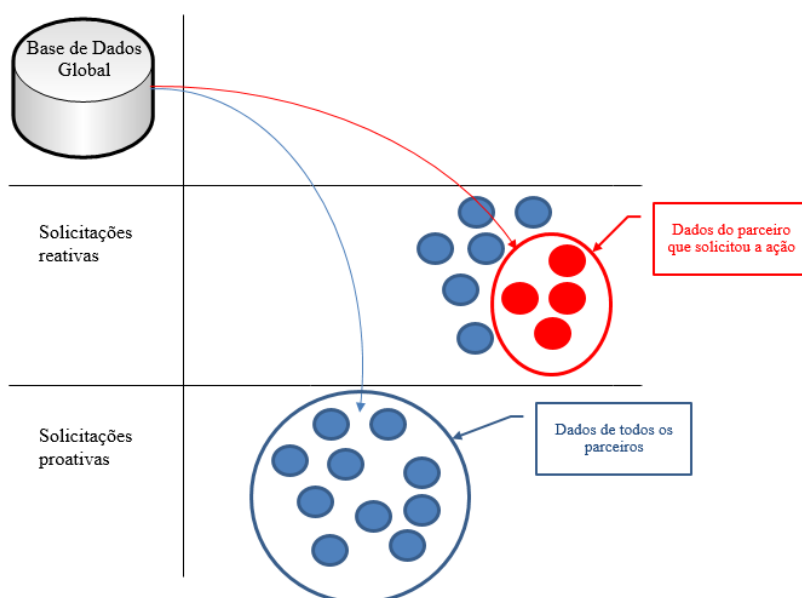 Base de Dados
Global
Solicitações
reativas
Dados do parceiro
que solicitou a ação
Solicitações
proativas
Dados de todos os
parceiros